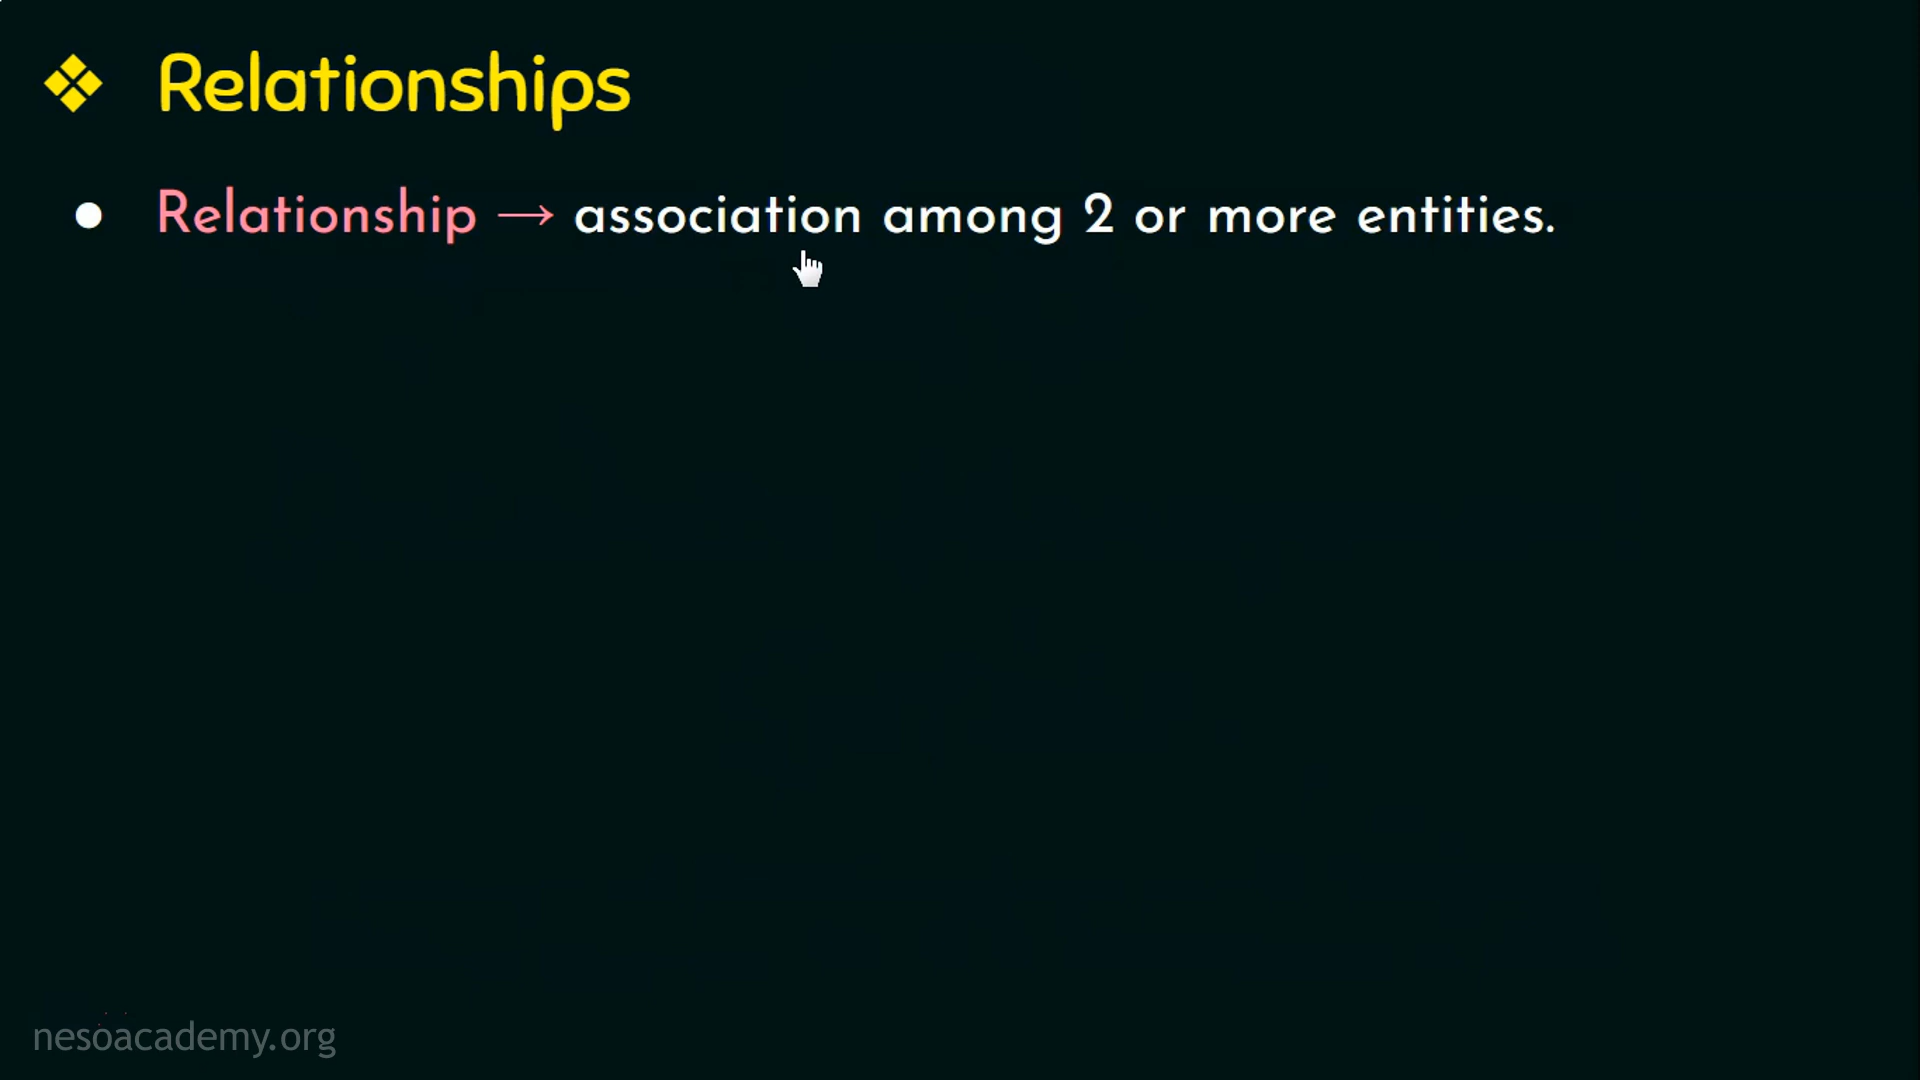 ❖ Relationships
● Relationship → association among 2 or more entities.
nesoacademy.org